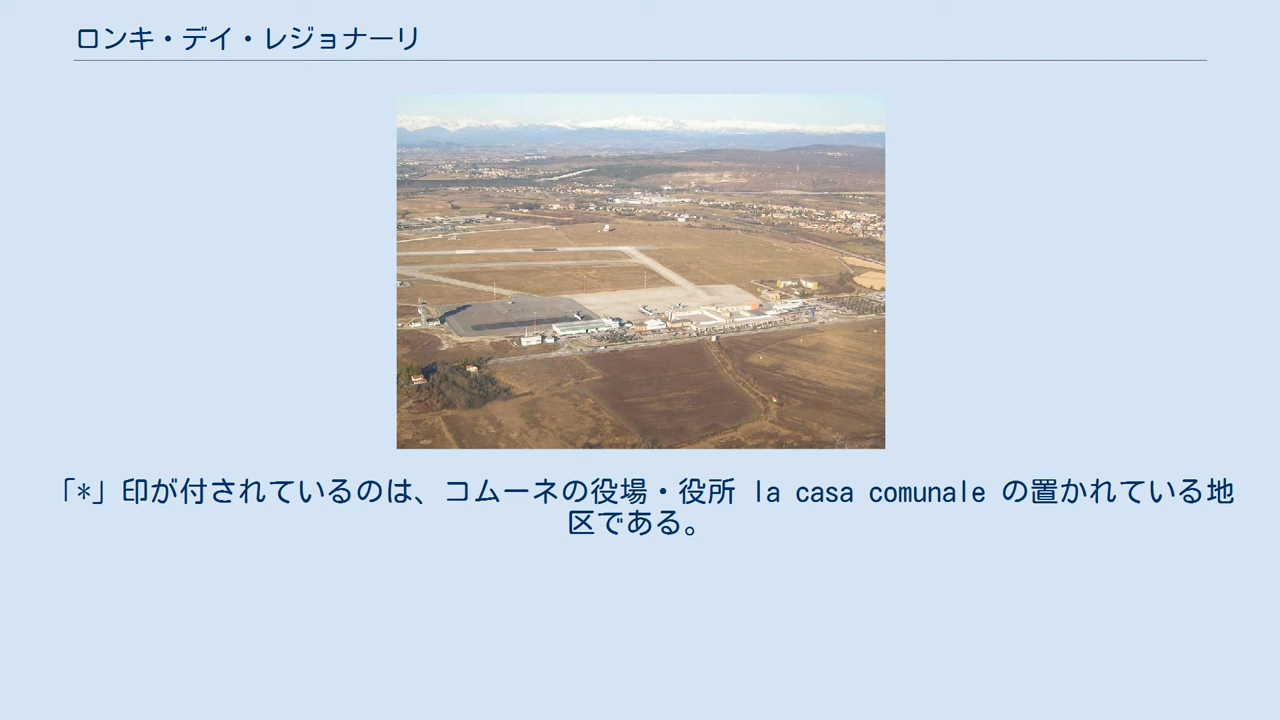 ロンキ・デイ・レジョナーリ
「*」印が付されているのは、コムーネの役場・役所 la casa comunale の置かれている地
区である。